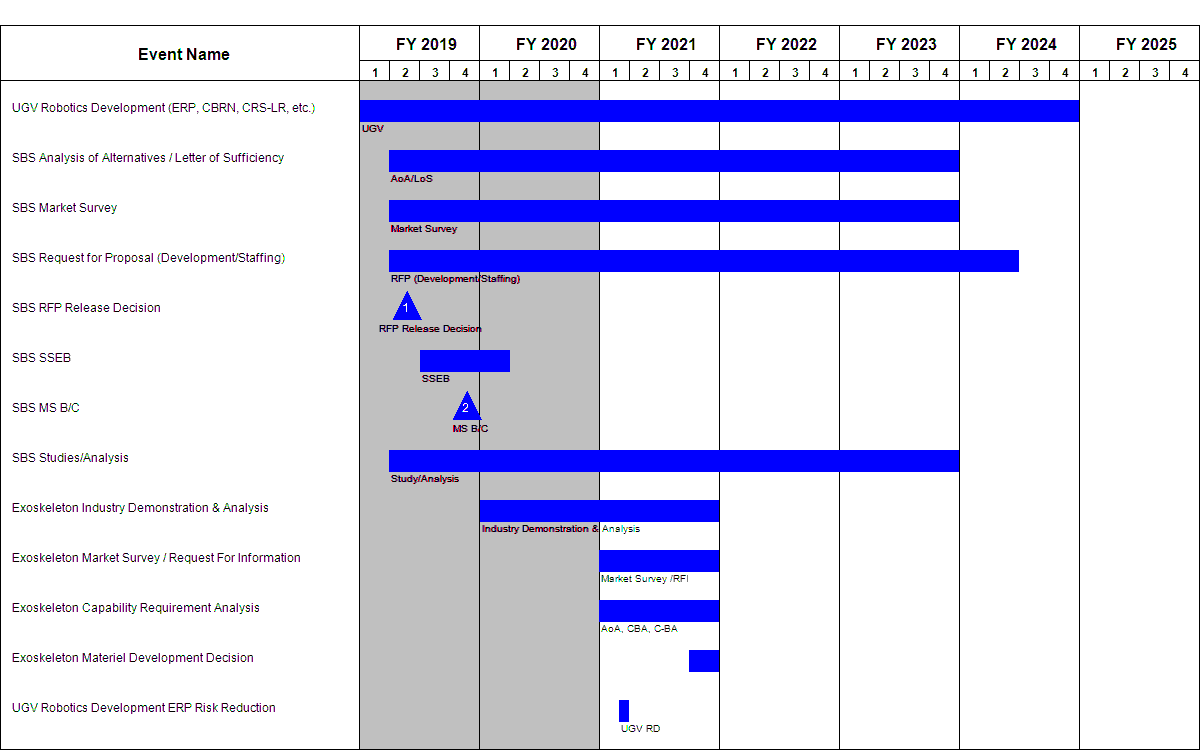 Event Name FY 2019 FY 2020 FY 2021 FY 2022 FY 2023 FY 2024 FY 2025
1 2 3 4 1 2 3 4 1 2 3 4 1 2 3 4 1 2 3 4 1 2 3 4 1 2 3 4
UGV Robotics Development (ERP, CBRN, CRS-LR, etc.)
UGV
SBS Analysis of Alternatives / Letter of Sufficiency
AoA/LoS
SBS Market Survey
Market Survey
SBS Request for Proposal (Development/Staffing)
RFP (Development/Staffing)
SBS RFP Release Decision
1
RFP Release Decision
SBS SSEB
SSEB
SBS MS B/C
2
MS B/C
SBS Studies/Analysis
Study/Analysis
Exoskeleton Industry Demonstration & Analysis
Industry Demonstration & Analysis
Exoskeleton Market Survey / Request For Information
Market Survey /RFI
Exoskeleton Capability Requirement Analysis
AoA, CBA, C-BA
Exoskeleton Materiel Development Decision
UGV Robotics Development ERP Risk Reduction
UGV RD